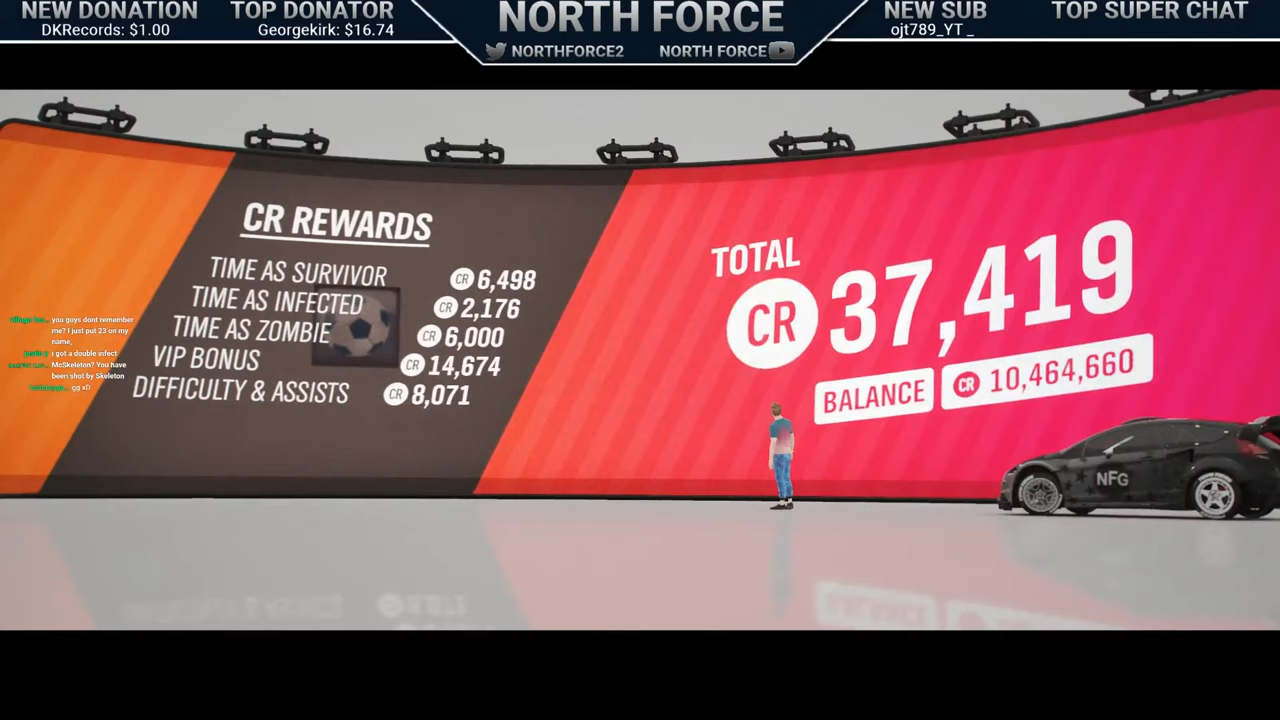 NEW DONATION
DKRecords: $1.00
TOP DONATOR
Georgekirk: $16.74
NORTH FORCE
NORTHFORCE2
NORTH FORCE
NEW SUB
ojt789_YT _
TOP SUPER CHAT
CR REWARDS
TIME AS SURVIVOR CR 6,498
TIME AS INFECTED CR 2,176
TIME AS ZOMBIE CR 6,000
VIP BONUS CR 14,674
DIFFICULTY & ASSISTS CR 8,071
TOTAL
CR 37,419
BALANCE CR 10,464,660
you guys dont remember
me? I just put 23 on my
name,
i got a double infect
McSkeleton? You have
been shot by Skeleton
gg xD
NFG